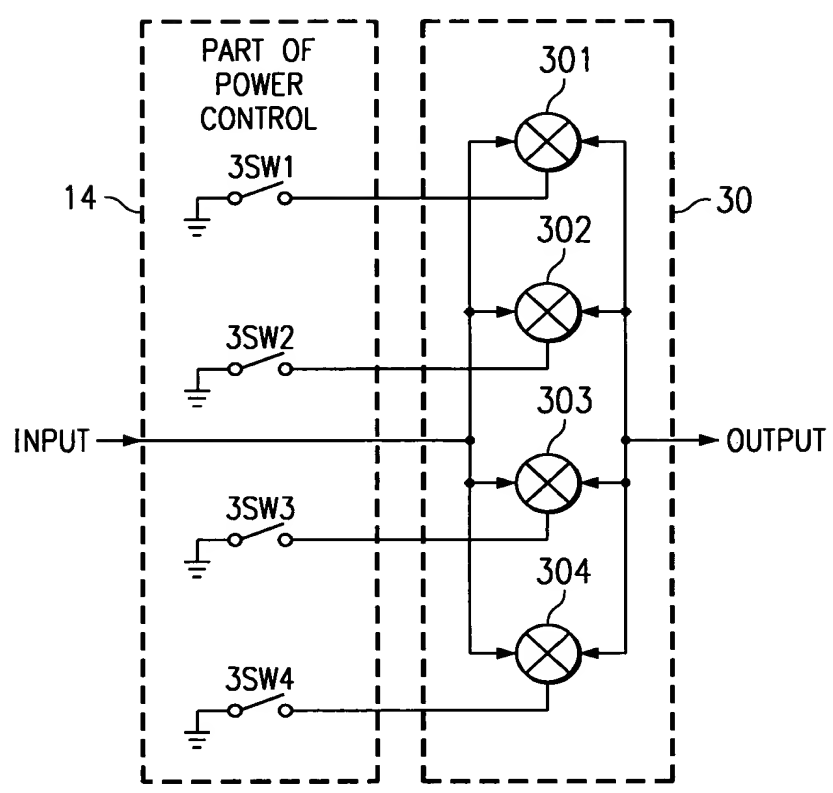 PART OF
POWER
CONTROL
301
3SW1
14
30
302
3SW2
303
INPUT
OUTPUT
3SW3
304
3SW4